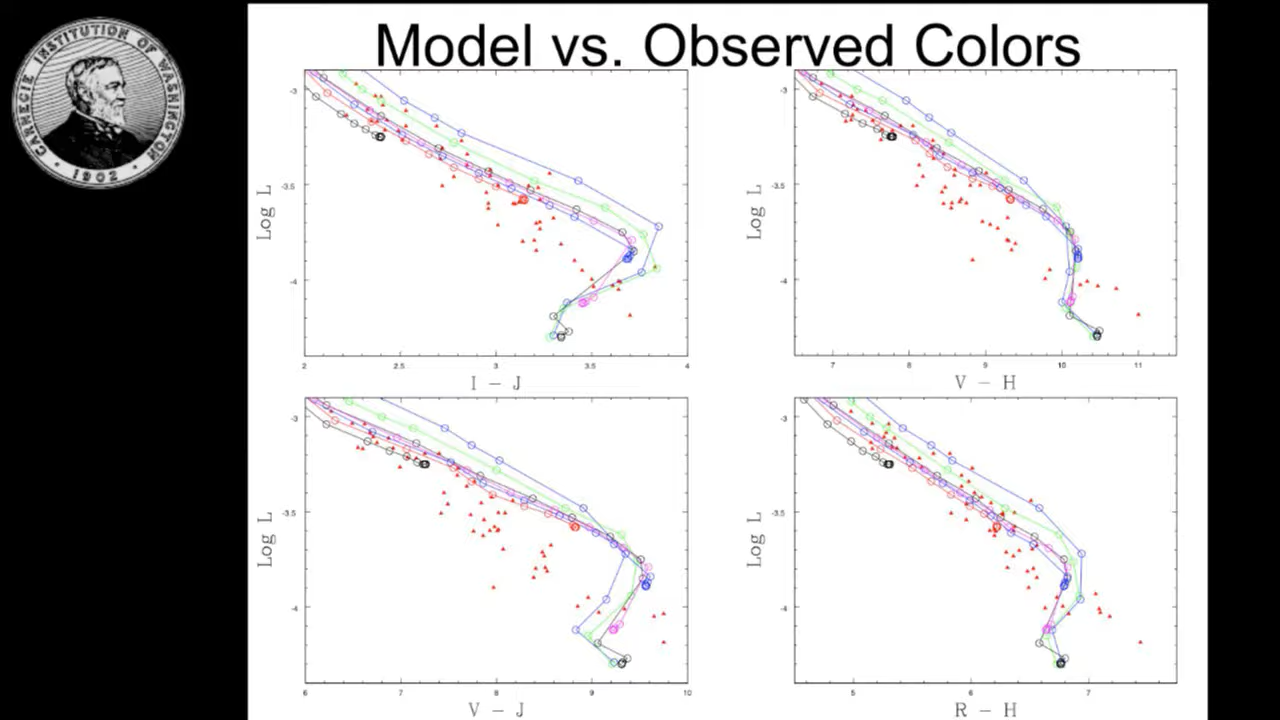 CARNEGIE INSTITUTION OF WASHINGTON
1902
Model vs. Observed Colors
-3
-3.5
-4
Log L
2 2.5 3 3.5 4
I - J
-3
-3.5
-4
Log L
7 8 9 10 11
V - H
-3
-3.5
-4
Log L
6 7 8 9 10
V - J
-3
-3.5
-4
Log L
5 6 7
R - H